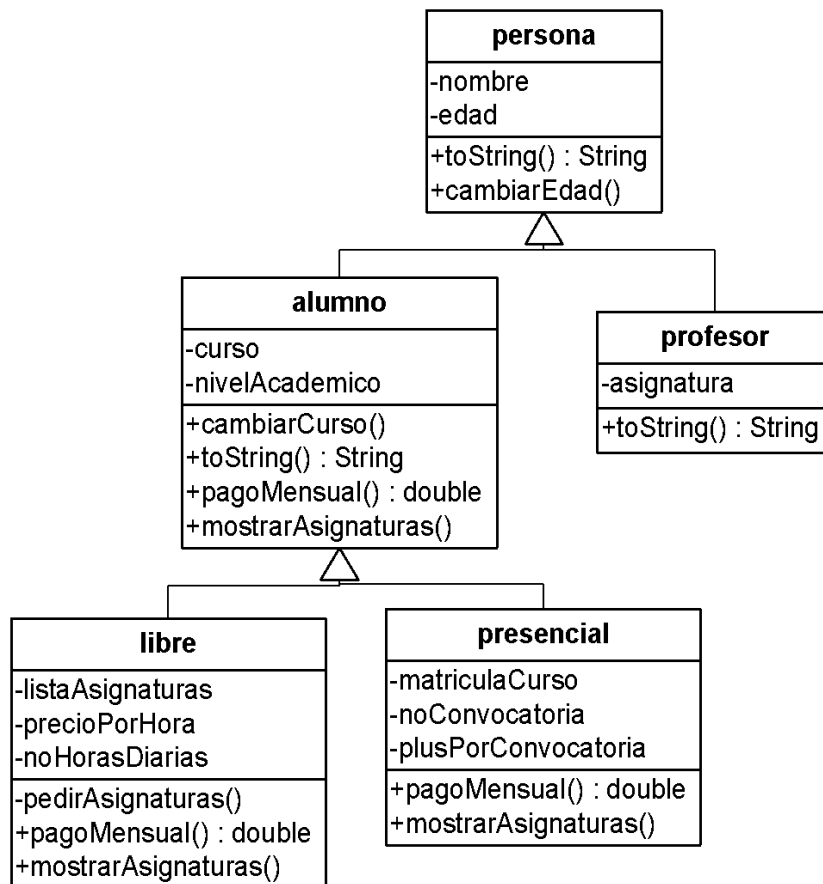 persona
-nombre
-edad
+toString() : String
+cambiarEdad()
alumno
-curso
-nivelAcademico
+cambiarCurso()
+toString() : String
+pagoMensual() : double
+mostrarAsignaturas()
profesor
-asignatura
+toString() : String
libre
-listaAsignaturas
-precioPorHora
-noHorasDiarias
-pedirAsignaturas()
+pagoMensual() : double
+mostrarAsignaturas()
presencial
-matriculaCurso
-noConvocatoria
-plusPorConvocatoria
+pagoMensual() : double
+mostrarAsignaturas()